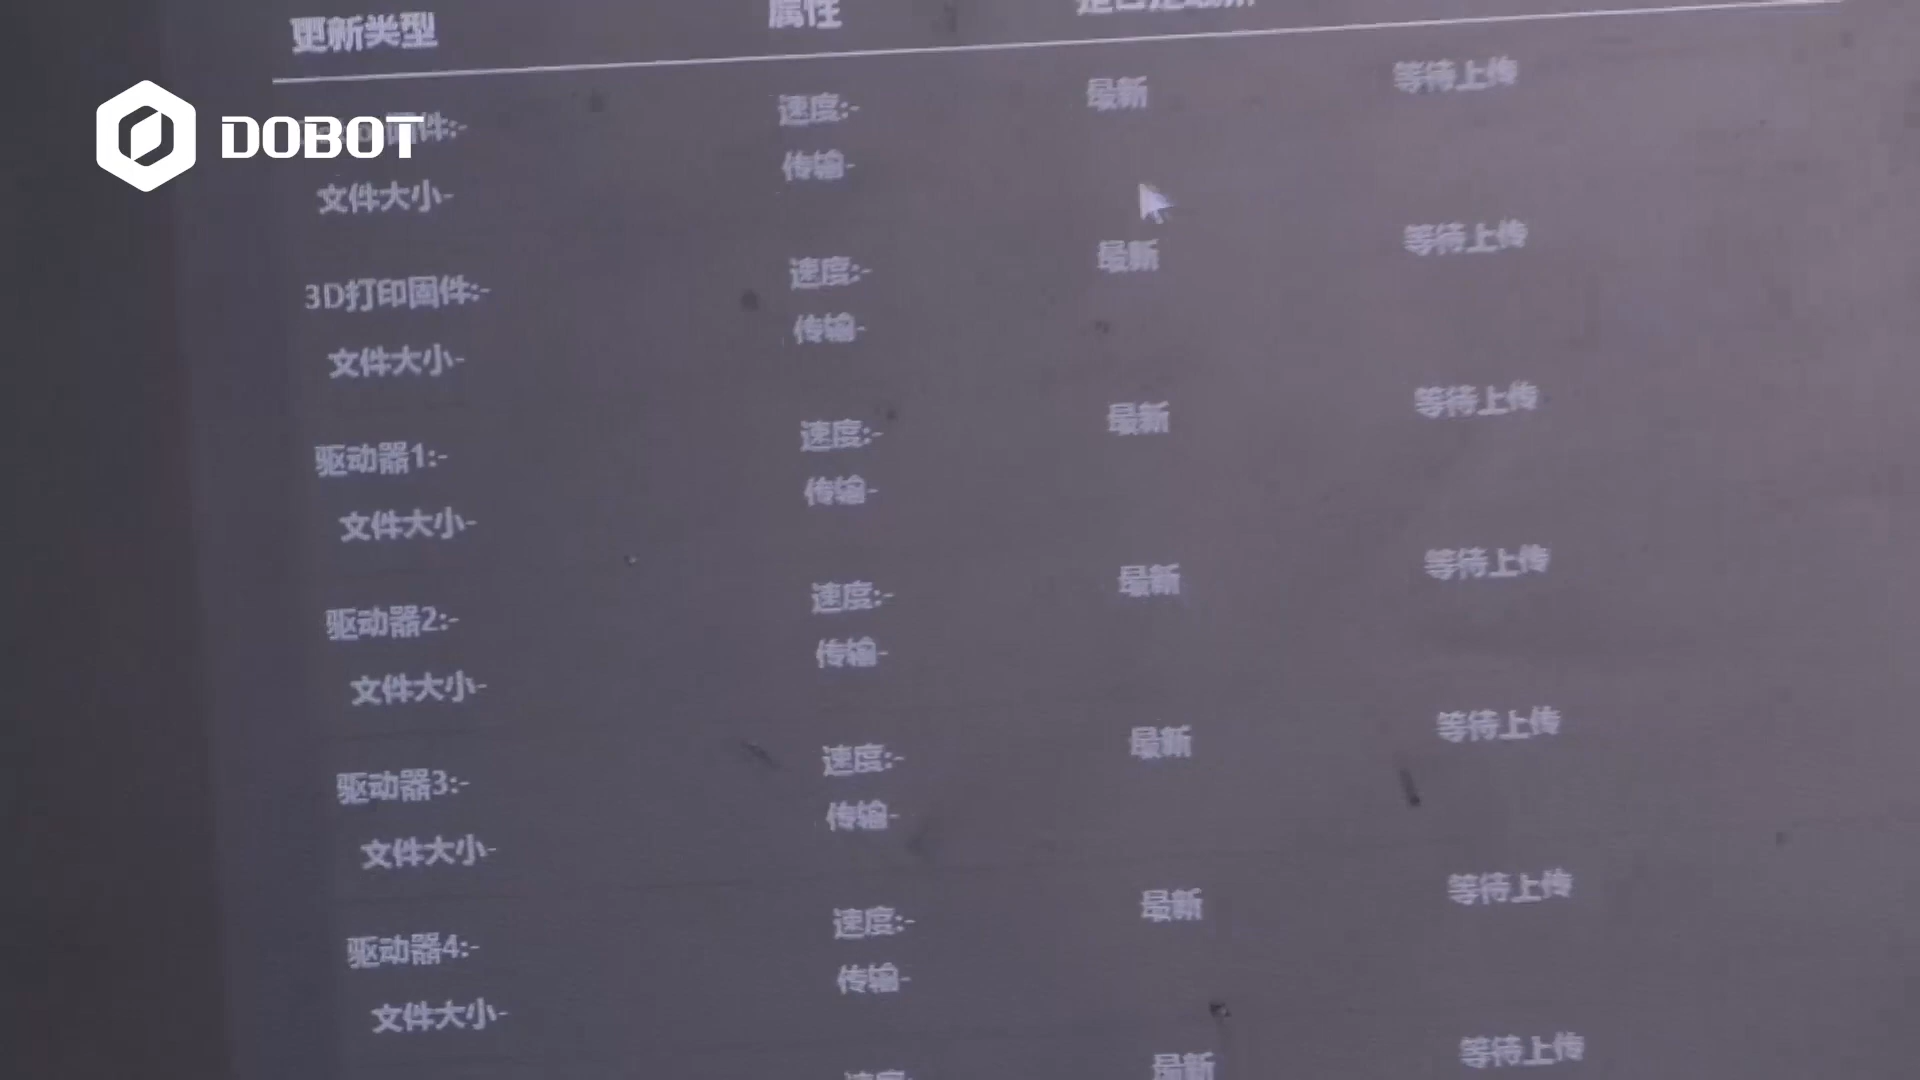 更新类型 属性
DOBOT
固件:- 速度:- 最新 等待上传
文件大小- 传输-
3D打印固件:- 速度:- 最新 等待上传
文件大小- 传输-
驱动器1:- 速度:- 最新 等待上传
文件大小- 传输-
驱动器2:- 速度:- 最新 等待上传
文件大小- 传输-
驱动器3:- 速度:- 最新 等待上传
文件大小- 传输-
驱动器4:- 速度:- 最新 等待上传
文件大小- 传输-
速度:- 最新 等待上传